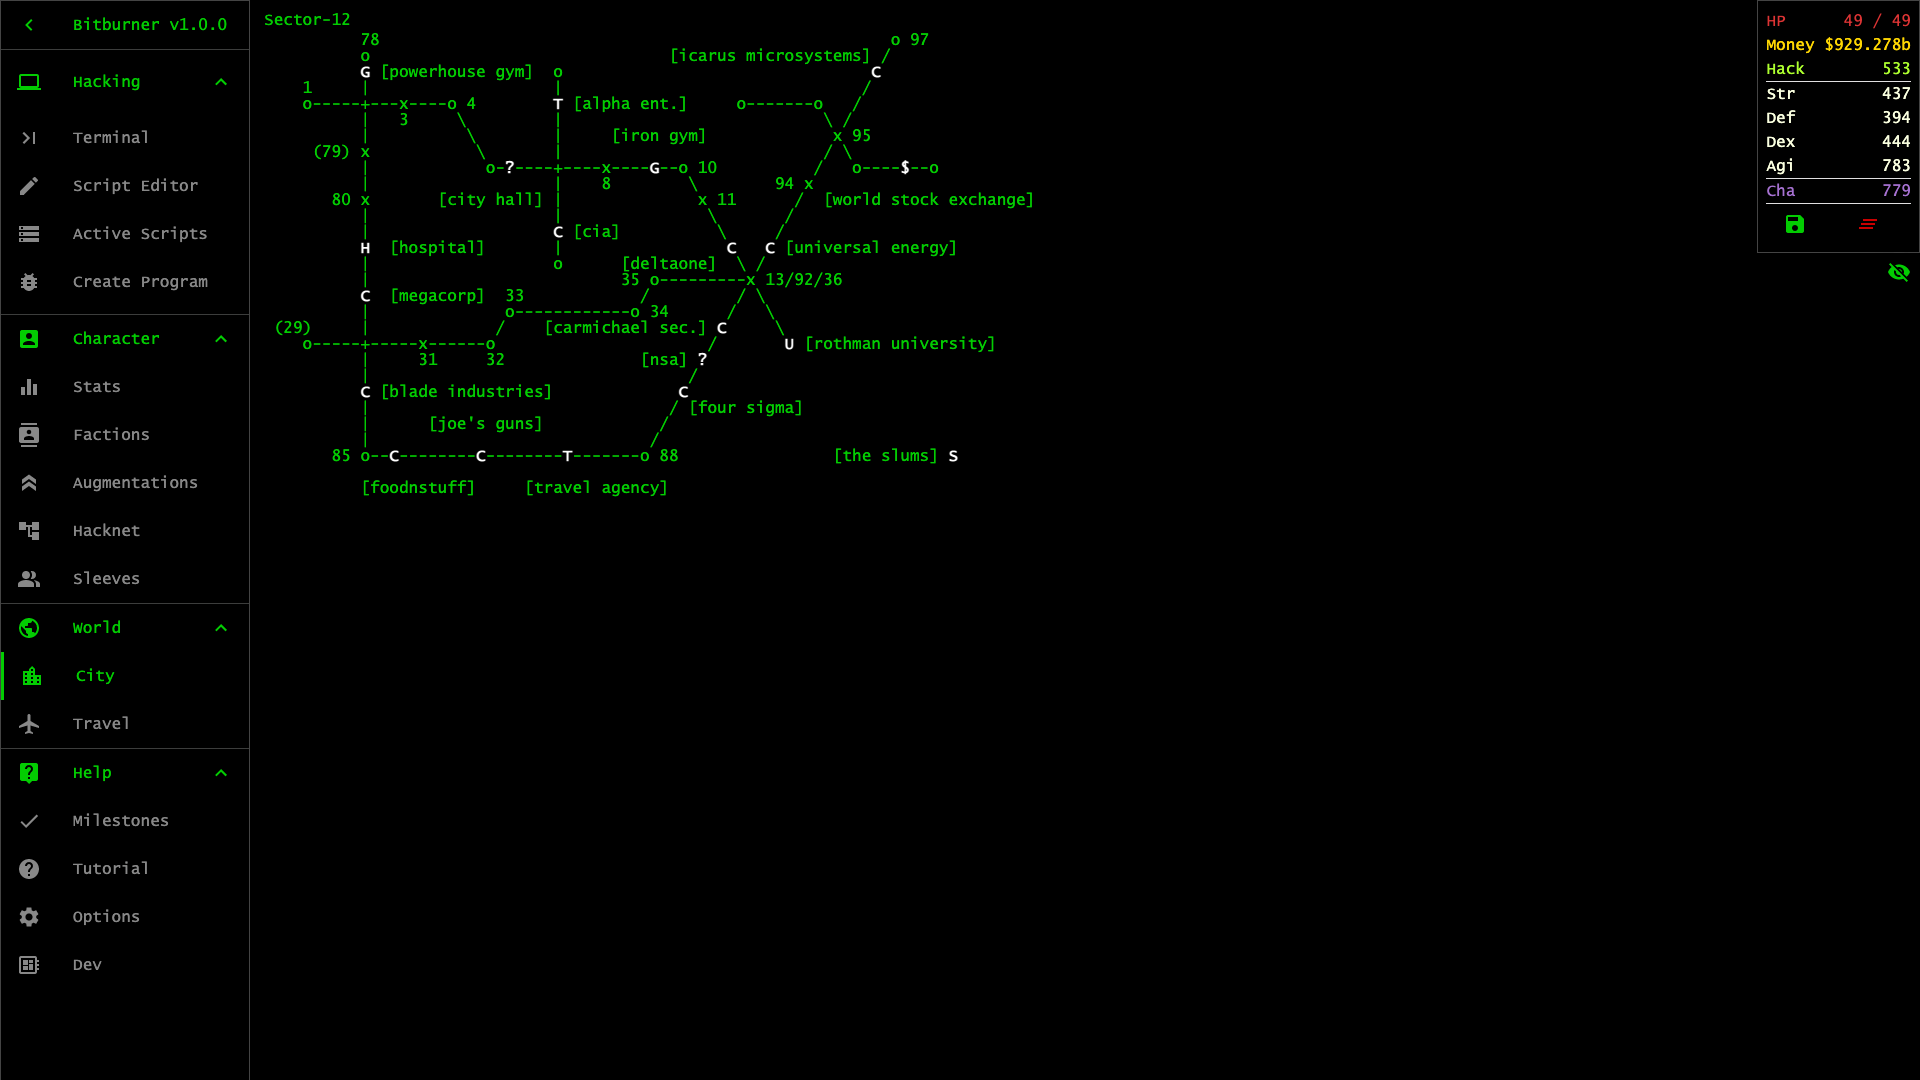 Bitburner v1.0.0
Hacking
Terminal
Script Editor
Active Scripts
Create Program
Character
Stats
Factions
Augmentations
Hacknet
Sleeves
World
City
Travel
Help
Milestones
Tutorial
Options
Dev
Sector-12
78
o 97
o
[icarus microsystems] /
G [powerhouse gym] o
C
1
| | /
o-----+---x----o 4
T [alpha ent.]
o-------o /
3
\ | \ /
| \ | [iron gym]
x 95
(79) x \ | / \
| o-?----+----x----G--o 10
/ o----$--o
| | 8 \
94 x
80 x [city hall] |
x 11
/ [world stock exchange]
| | \ /
| C [cia] \ /
H [hospital] |
C C [universal energy]
| o [deltaone] \ /
35 o---------x 13/92/36
C [megacorp] 33 / / \
| o------------o 34 / \
(29) | / [carmichael sec.] C \
o-----+-----x------o
/ U [rothman university]
| 31 32
[nsa] ?
| /
C [blade industries]
C
| / [four sigma]
| [joe's guns] /
| /
85 o--C--------C--------T-------o 88
[the slums] S
[foodnstuff] [travel agency]
HP 49 / 49
Money $929.278b
Hack 533
Str 437
Def 394
Dex 444
Agi 783
Cha 779